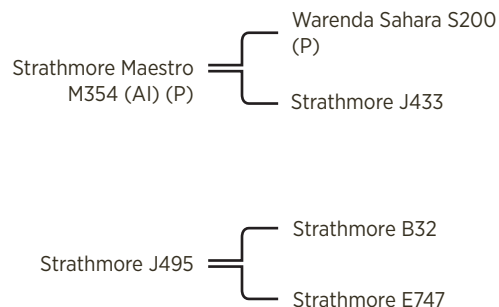 Warenda Sahara S200
(P)
Strathmore Maestro
M354 (AI) (P)
Strathmore J433
Strathmore B32
Strathmore J495
Strathmore E747